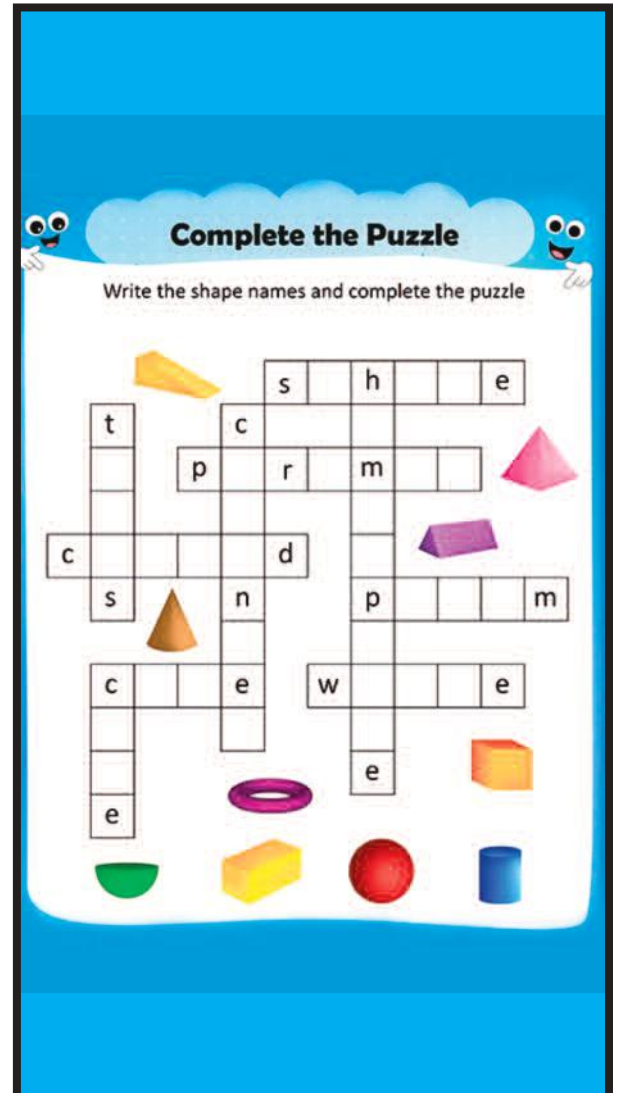 Complete the Puzzle
Write the shape names and complete the puzzle
s h e
t c
p r m
c d
s n p m
c e w e
e
e